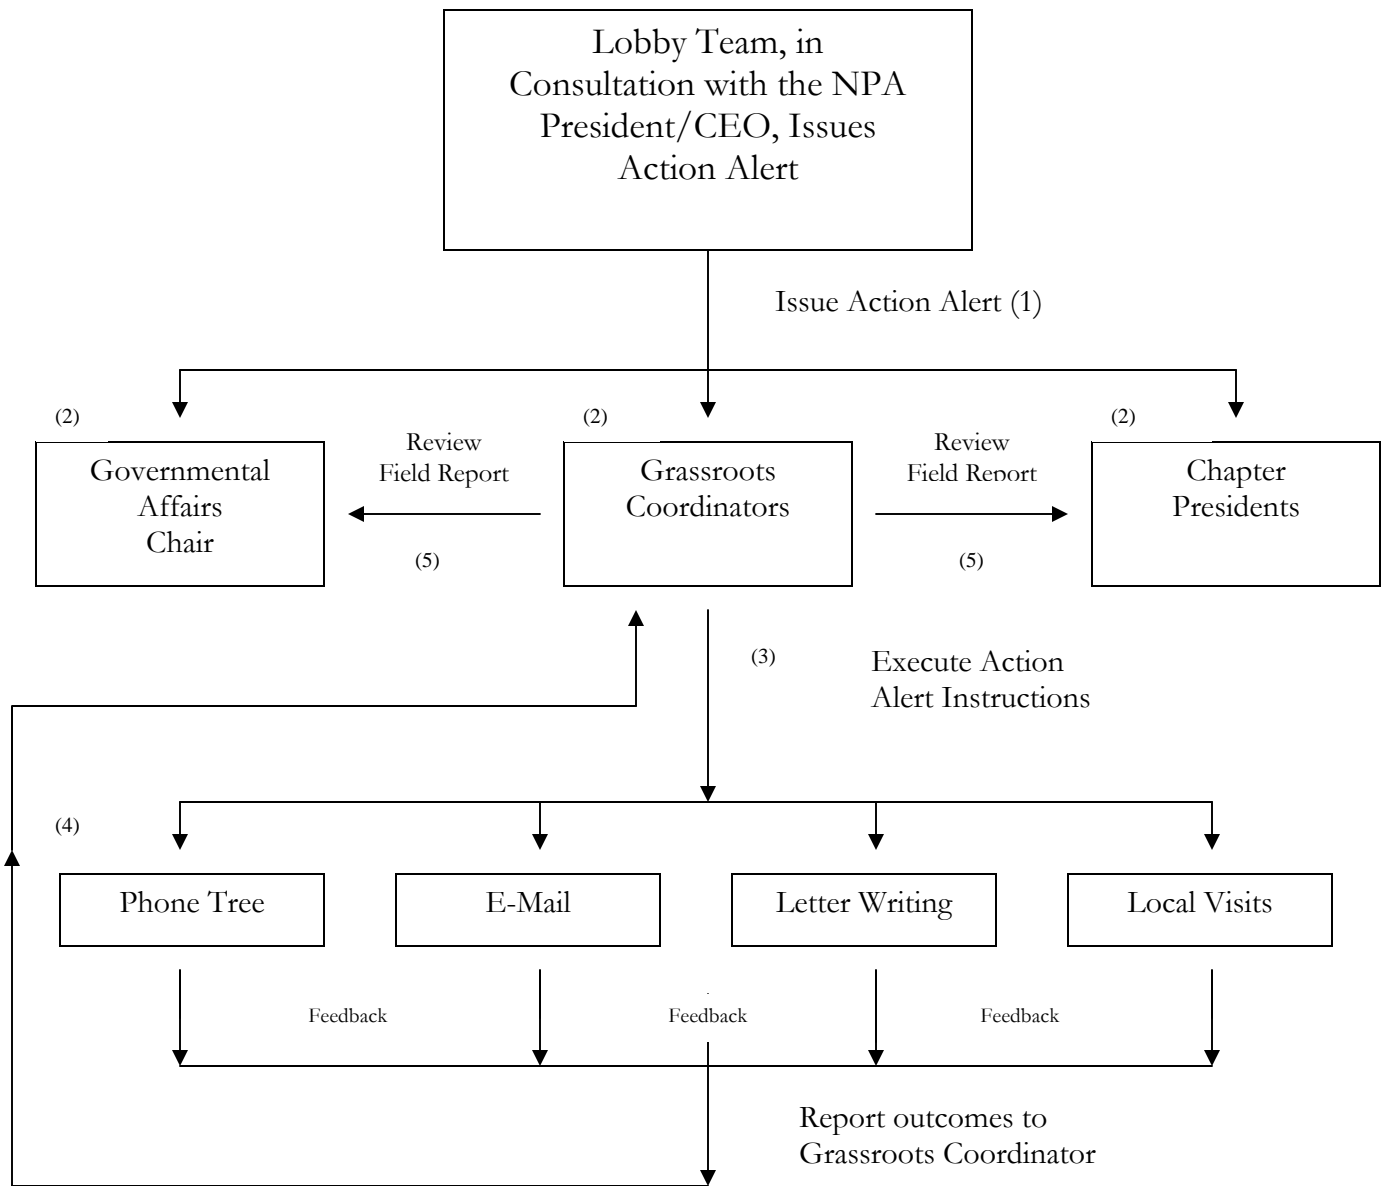 Lobby Team, in
Consultation with the NPA
President/CEO, Issues
Action Alert
Issue Action Alert (1)
(2)
(2)
(2)
Governmental
Affairs
Chair
Review
Field Report
(5)
Grassroots
Coordinators
Review
Field Report
(5)
Chapter
Presidents
(3)
Execute Action
Alert Instructions
(4)
Phone Tree
E-Mail
Letter Writing
Local Visits
Feedback
Feedback
Feedback
Report outcomes to
Grassroots Coordinator